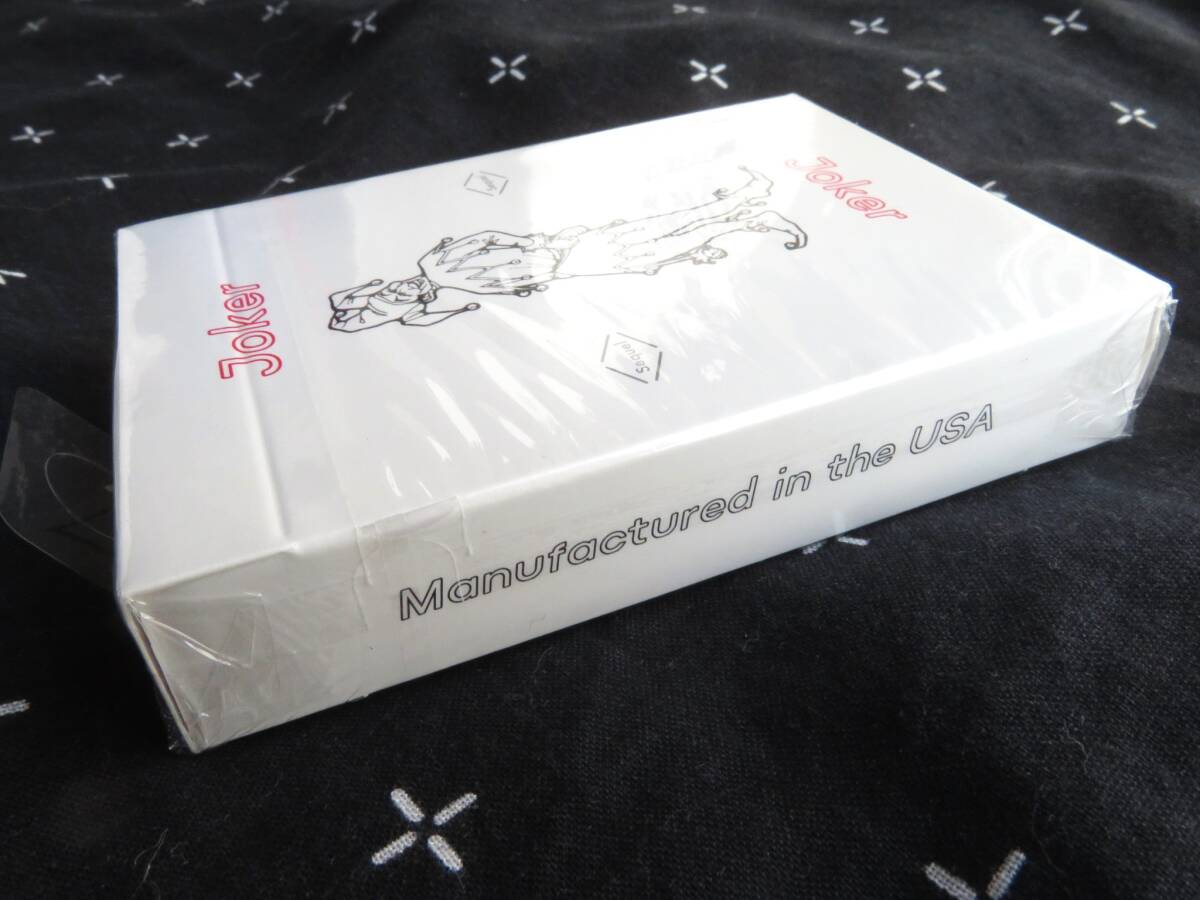 Joker
Sequel
Joker
Manufactured in the USA